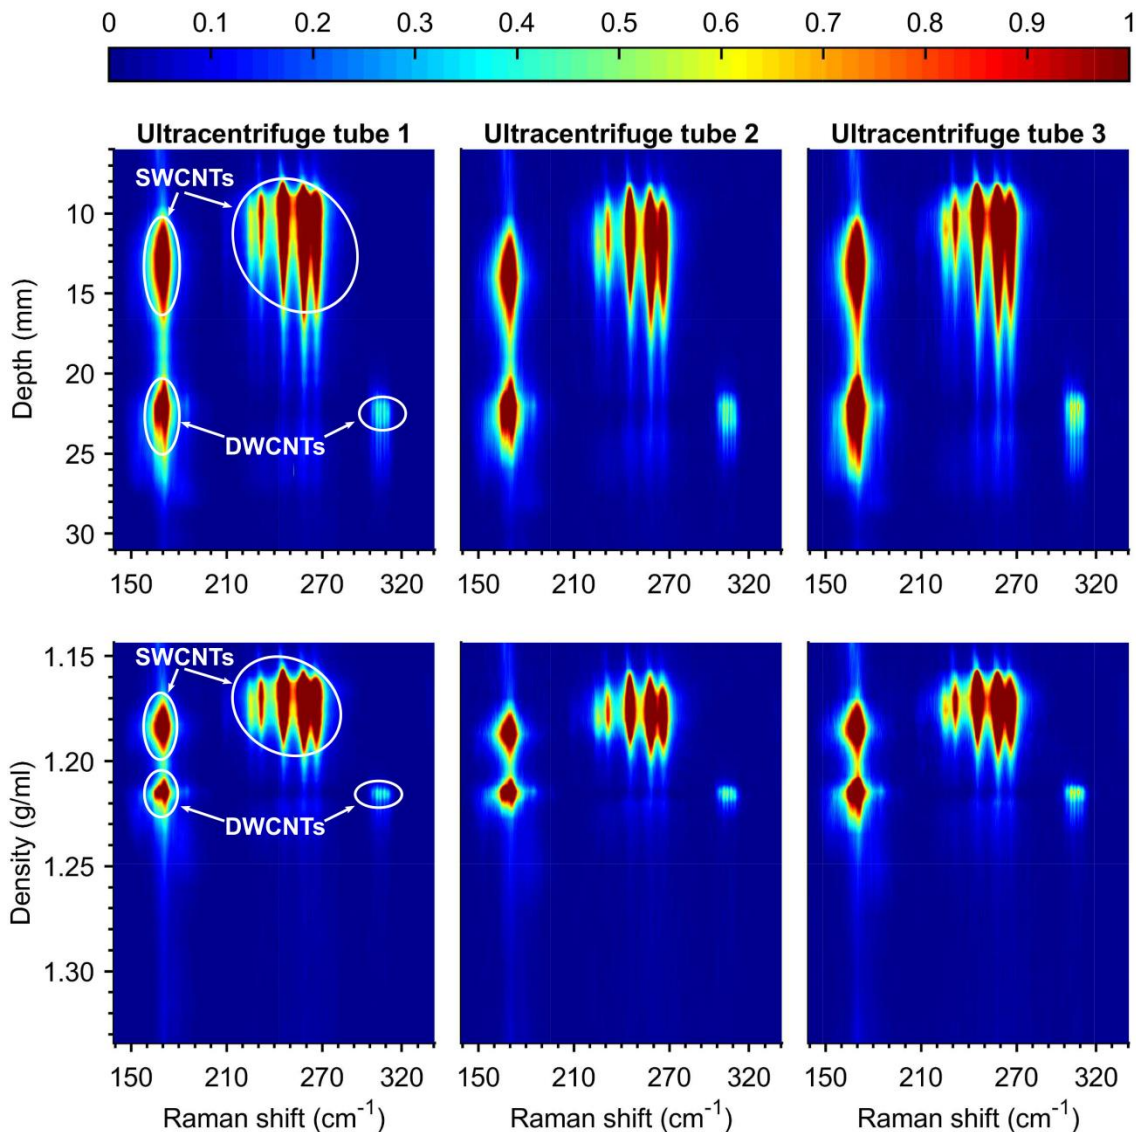 0 0.1 0.2 0.3 0.4 0.5 0.6 0.7 0.8 0.9 1
Ultracentrifuge tube 1 Ultracentrifuge tube 2 Ultracentrifuge tube 3
SWCNTs
10
15
Depth (mm)
20
DWCNTs
25
30
150 210 270 320 150 210 270 320 150 210 270 320
1.15
SWCNTs
1.20
DWCNTs
Density (g/ml)
1.25
1.30
150 210 270 320 150 210 270 320 150 210 270 320
Raman shift (cm⁻¹) Raman shift (cm⁻¹) Raman shift (cm⁻¹)